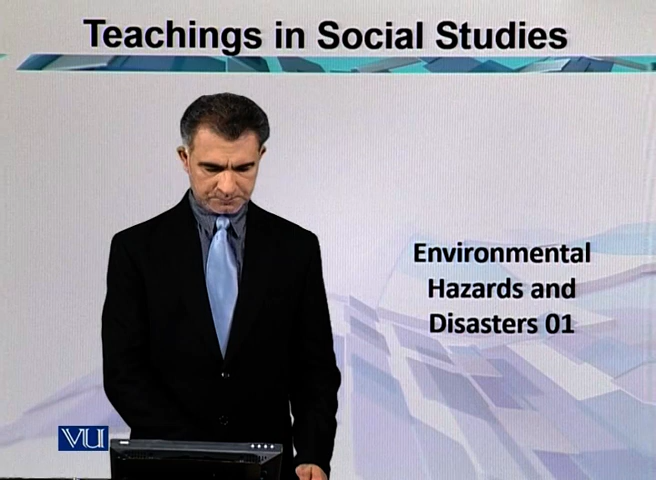 Teachings in Social Studies
Environmental
Hazards and
Disasters 01
VU